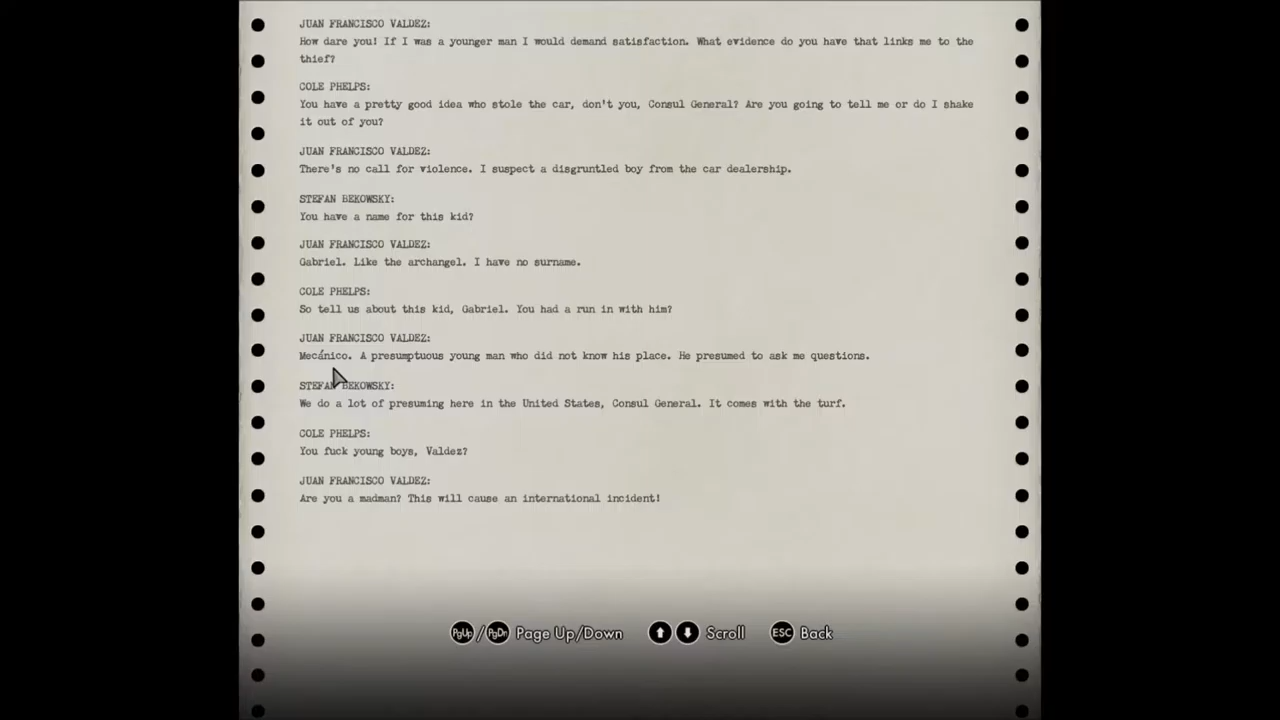 JUAN FRANCISCO VALDEZ:
How dare you! If I was a younger man I would demand satisfaction. What evidence do you have that links me to the
thief?
COLE PHELPS:
You have a pretty good idea who stole the car, don't you, Consul General? Are you going to tell me or do I shake
it out of you?
JUAN FRANCISCO VALDEZ:
There's no call for violence. I suspect a disgruntled boy from the car dealership.
STEFAN BEKOWSKY:
You have a name for this kid?
JUAN FRANCISCO VALDEZ:
Gabriel. Like the archangel. I have no surname.
COLE PHELPS:
So tell us about this kid, Gabriel. You had a run in with him?
JUAN FRANCISCO VALDEZ:
Mecánico. A presumptuous young man who did not know his place. He presumed to ask me questions.
STEFAN BEKOWSKY:
We do a lot of presuming here in the United States, Consul General. It comes with the turf.
COLE PHELPS:
You fuck young boys, Valdez?
JUAN FRANCISCO VALDEZ:
Are you a madman? This will cause an international incident!
PgUp/PgDn Page Up/Down Scroll ESC Back